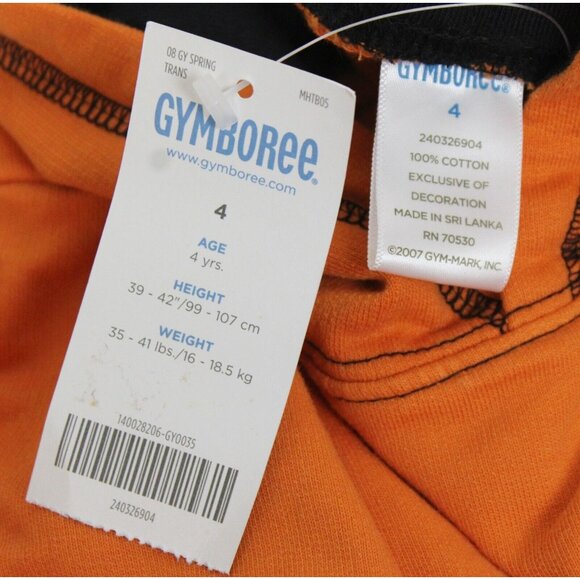 08 GY SPRING
TRANS
MHTB05
GYMBOREE®
www.gymboree.com
4
AGE
4 yrs.
HEIGHT
39 - 42"/99 - 107 cm
WEIGHT
35 - 41 lbs./16 - 18.5 kg
140028206-GY0035
240326904
GYMBOREE®
4
240326904
100% COTTON
EXCLUSIVE OF
DECORATION
MADE IN SRI LANKA
RN 70530
©2007 GYM-MARK, INC.